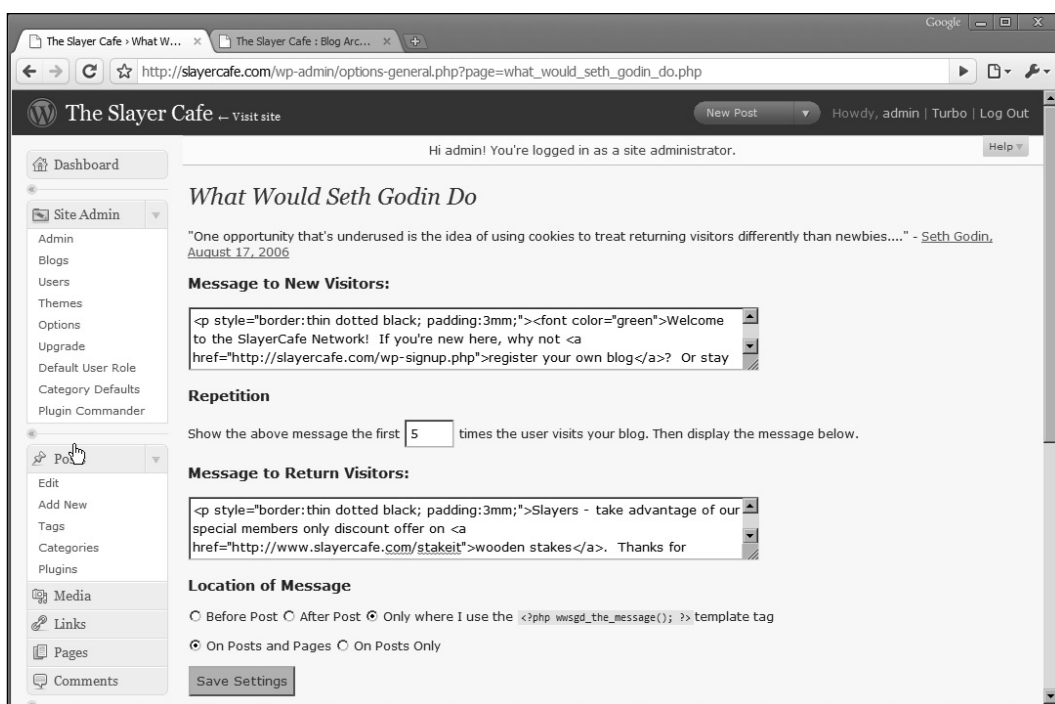 Google
The Slayer Cafe › What W...
The Slayer Cafe : Blog Arc...
http://slayercafe.com/wp-admin/options-general.php?page=what_would_seth_godin_do.php
The Slayer Cafe ← Visit site
New Post
Howdy, admin | Turbo | Log Out
Hi admin! You're logged in as a site administrator.
Help
Dashboard
Site Admin
Admin
Blogs
Users
Themes
Options
Upgrade
Default User Role
Category Defaults
Plugin Commander
Edit
Add New
Tags
Categories
Plugins
Media
Links
Pages
Comments
What Would Seth Godin Do
"One opportunity that's underused is the idea of using cookies to treat returning visitors differently than newbies...." - Seth Godin,
August 17, 2006
Message to New Visitors:
<p style="border:thin dotted black; padding:3mm;"><font color="green">Welcome
to the SlayerCafe Network!  If you're new here, why not <a
href="http://slayercafe.com/wp-signup.php">register your own blog</a>?  Or stay
Repetition
Show the above message the first 5 times the user visits your blog. Then display the message below.
Message to Return Visitors:
<p style="border:thin dotted black; padding:3mm;">Slayers - take advantage of our
special members only discount offer on <a
href="http://www.slayercafe.com/stakeit">wooden stakes</a>.  Thanks for
Location of Message
Before Post After Post Only where I use the <?php wwsgd_the_message(); ?> template tag
On Posts and Pages On Posts Only
Save Settings